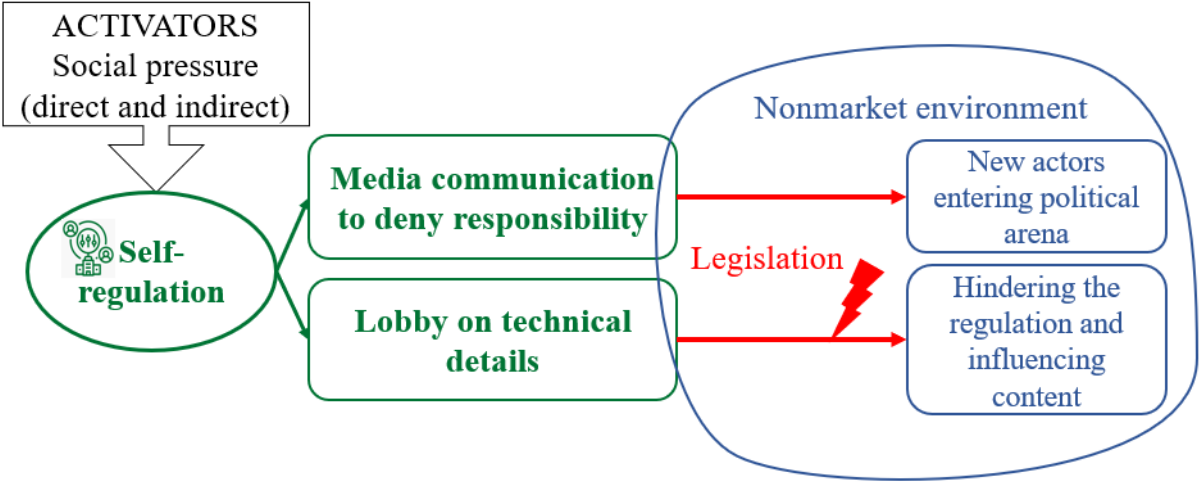 ACTIVATORS
Social pressure
(direct and indirect)
Self-
regulation
Media communication
to deny responsibility
Lobby on technical
details
Nonmarket environment
Legislation
New actors
entering political
arena
Hindering the
regulation and
influencing
content